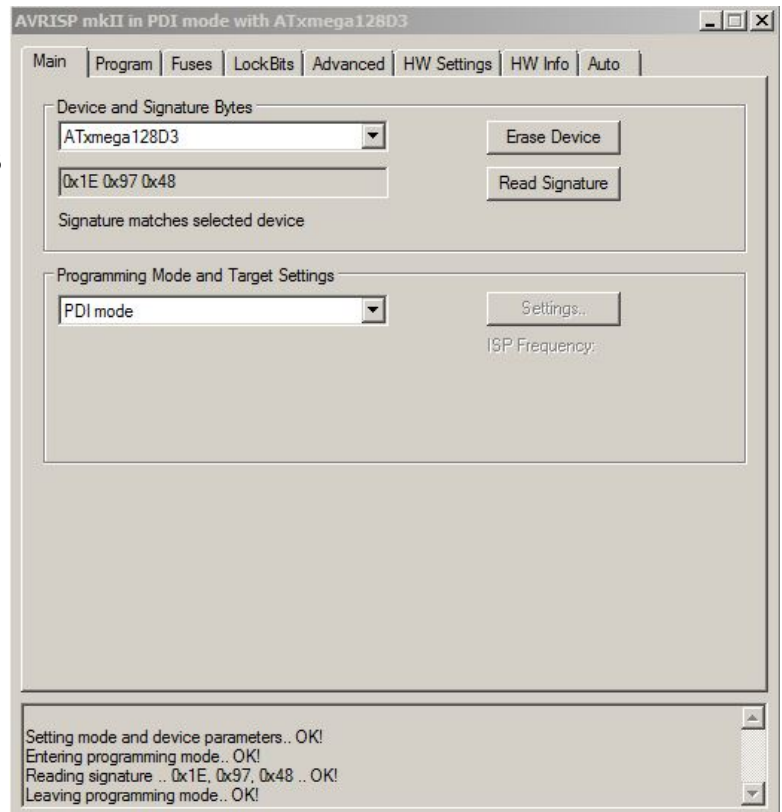 AVRISP mkII in PDI mode with ATxmega128D3
Main Program Fuses LockBits Advanced HW Settings HW Info Auto
Device and Signature Bytes
ATxmega128D3 Erase Device
0x1E 0x97 0x48 Read Signature
Signature matches selected device
Programming Mode and Target Settings
PDI mode Settings..
ISP Frequency:
Setting mode and device parameters.. OK!
Entering programming mode.. OK!
Reading signature .. 0x1E, 0x97, 0x48 .. OK!
Leaving programming mode.. OK!